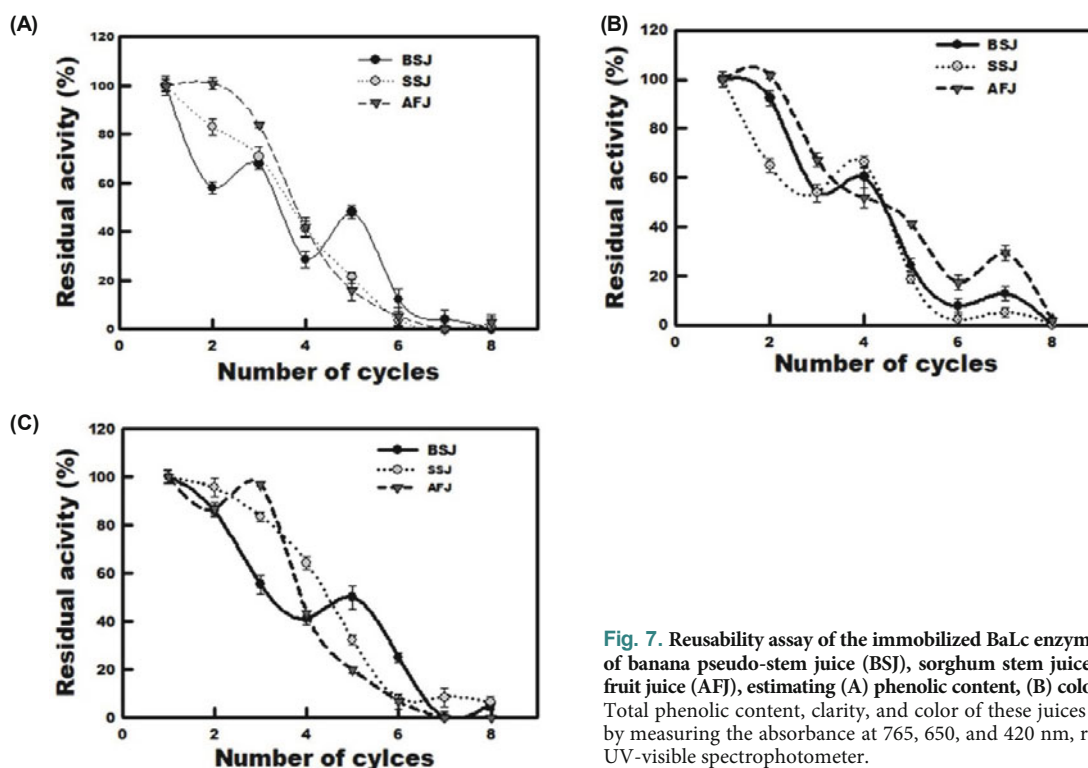 (A)
120
100
80
60
40
20
0
Residual acivity (%)
BSJ
SSJ
AFJ
0 2 4 6 8
Number of cycles
(B)
120
100
80
60
40
20
0
Residual activity (%)
BSJ
SSJ
AFJ
0 2 4 6 8
Number of cycles
(C)
120
100
80
60
40
20
0
Residual acivity (%)
BSJ
SSJ
AFJ
0 2 4 6 8
Number of cylces
Fig. 7. Reusability assay of the immobilized BaLc enzym
of banana pseudo-stem juice (BSJ), sorghum stem juice
fruit juice (AFJ), estimating (A) phenolic content, (B) colo
Total phenolic content, clarity, and color of these juices
by measuring the absorbance at 765, 650, and 420 nm, r
UV-visible spectrophotometer.